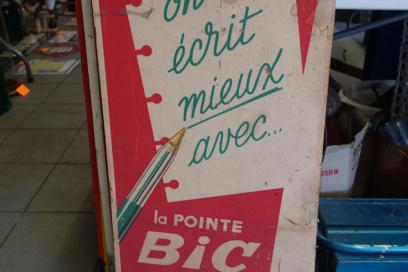 on
écrit
mieux
avec...
la POINTE
BiC